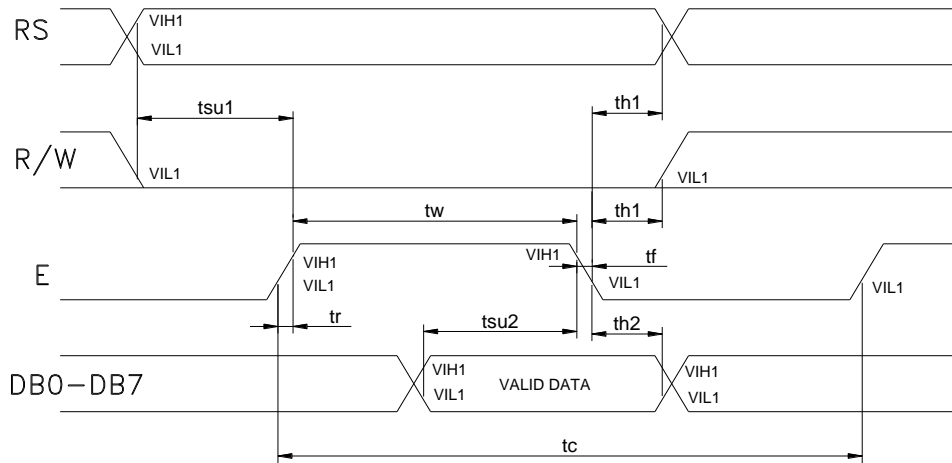 RS
VIH1
VIL1
tsu1
th1
R/W
VIL1
VIL1
tw
th1
E
VIH1
VIL1
VIH1
tf
VIL1
VIL1
tr
tsu2
th2
DB0-DB7
VIH1
VIL1
VALID DATA
VIH1
VIL1
tc